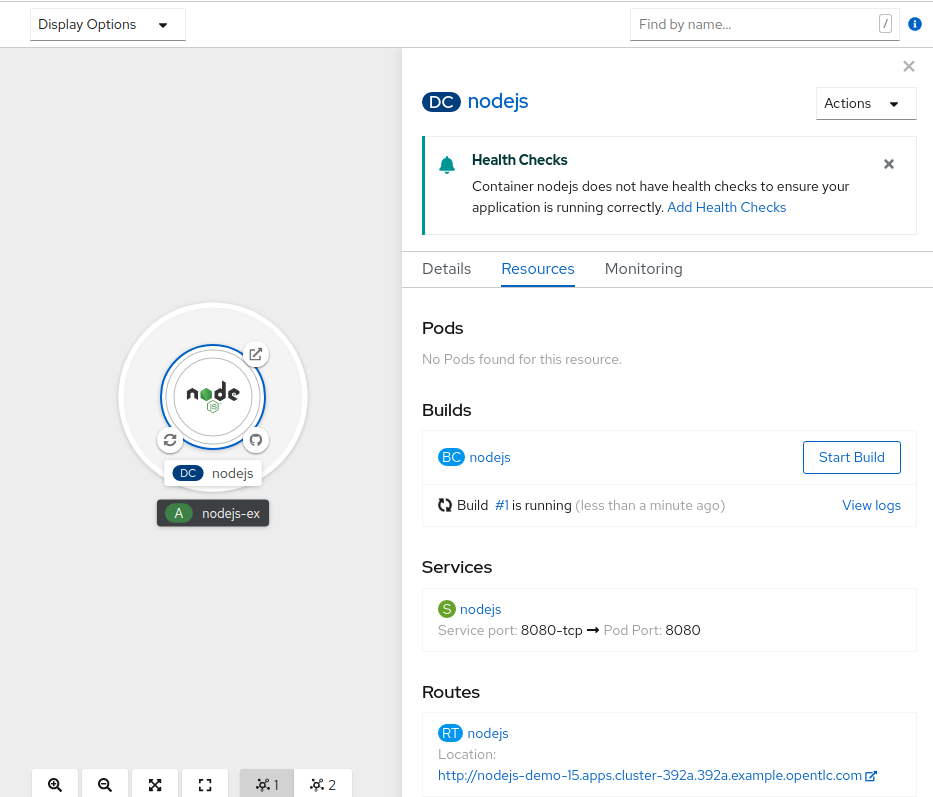 Display Options
Find by name...
/
DC nodejs
Actions
Health Checks
Container nodejs does not have health checks to ensure your
application is running correctly. Add Health Checks
Details Resources Monitoring
Pods
No Pods found for this resource.
Builds
BC nodejs
Start Build
Build #1 is running (less than a minute ago)
View logs
Services
S nodejs
Service port: 8080-tcp → Pod Port: 8080
Routes
RT nodejs
Location:
http://nodejs-demo-15.apps.cluster-392a.392a.example.opentlc.com
node
JS
DC nodejs
A nodejs-ex
1
2